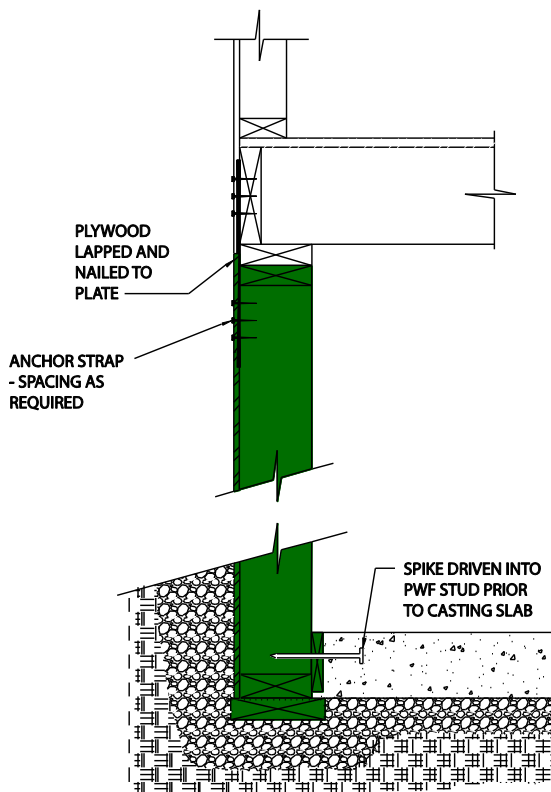 PLYWOOD
LAPPED AND
NAILED TO
PLATE
ANCHOR STRAP
- SPACING AS
REQUIRED
SPIKE DRIVEN INTO
PWF STUD PRIOR
TO CASTING SLAB